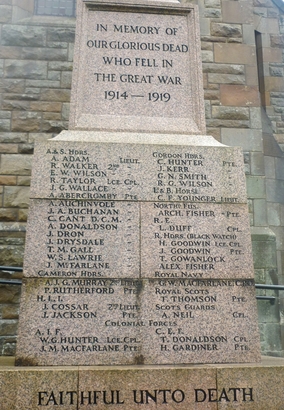 IN MEMORY OF
OUR GLORIOUS DEAD
WHO FELL IN
THE GREAT WAR
1914 — 1919
A. & S. HDRS.
A. ADAM LIEUT.
R. WALKER 2ND "
E. W. WILSON "
R. TAYLOR LCE. CPL.
J. G. WALLACE "
A. ABERCROMBY PTE.
A. AUCHINVOLE "
J. A. BUCHANAN "
C. CANT D.C.M. "
A. DONALDSON "
J. DRON "
J. DRYSDALE "
T. M. GALL "
W. S. LAWRIE "
J. MCFARLANE "
CAMERON HDRS.
A. J. G. MURRAY 2ND LIEUT.
P. RUTHERFORD PTE.
H. L. I.
J. COSSAR 2ND LIEUT.
J. JACKSON PTE.
GORDON HDRS.
C. HUNTER PTE.
J. KERR "
G. N. SMITH "
R. G. WILSON "
L. & B. HORSE
C. F. YOUNGER LIEUT.
NORTH. FUS.
ARCH. FISHER PTE.
R. E.
L. DUFF CPL.
R. HDRS. (BLACK WATCH)
H. GOODWIN LCE. CPL.
J. GOODWIN PTE.
T. GOWANLOCK "
ALEX. FISHER "
ROYAL NAVY
G. W. MACFARLANE
ROYAL SCOTS
T. THOMSON PTE.
SCOTS GUARDS
A. NEIL CPL.
COLONIAL FORCES
A. I. F.
W. G. HUNTER LCE. CPL.
J. M. MACFARLANE PTE.
C. E. F.
T. DONALDSON CPL.
H. GARDINER PTE.
FAITHFUL UNTO DEATH